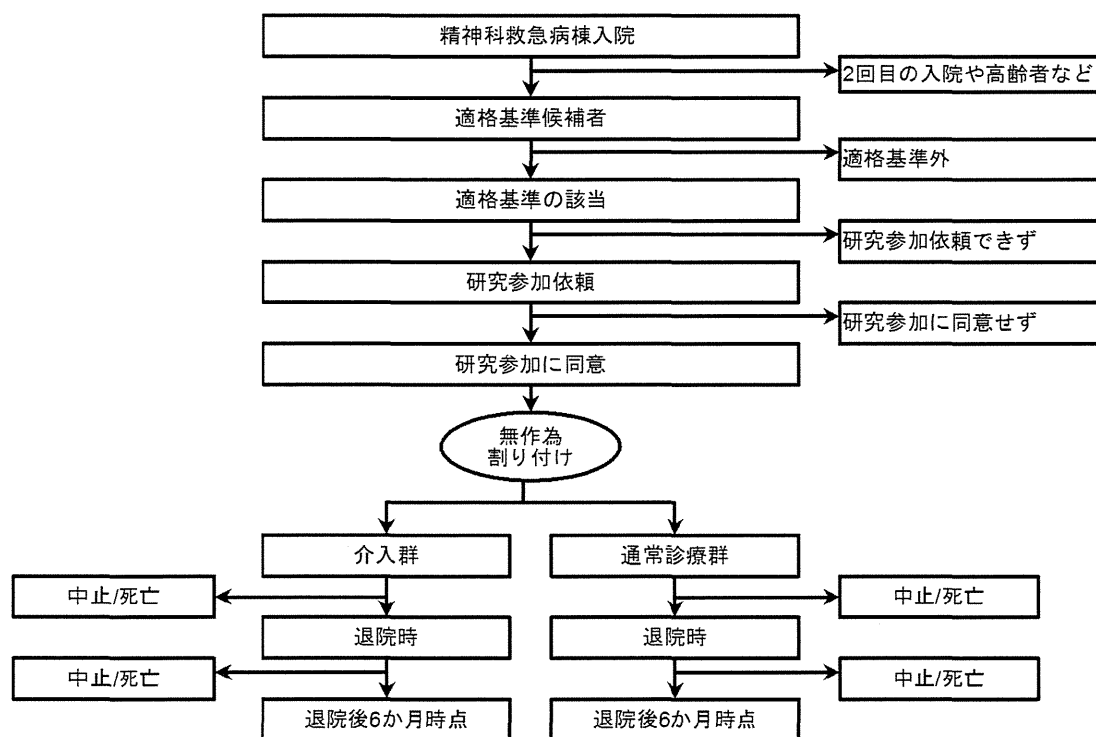 精神科救急病棟入院
2回目の入院や高齢者など
適格基準候補者
適格基準外
適格基準の該当
研究参加依頼できず
研究参加依頼
研究参加に同意せず
研究参加に同意
無作為
割り付け
介入群
通常診療群
中止/死亡
中止/死亡
退院時
退院時
中止/死亡
中止/死亡
退院後6か月時点
退院後6か月時点